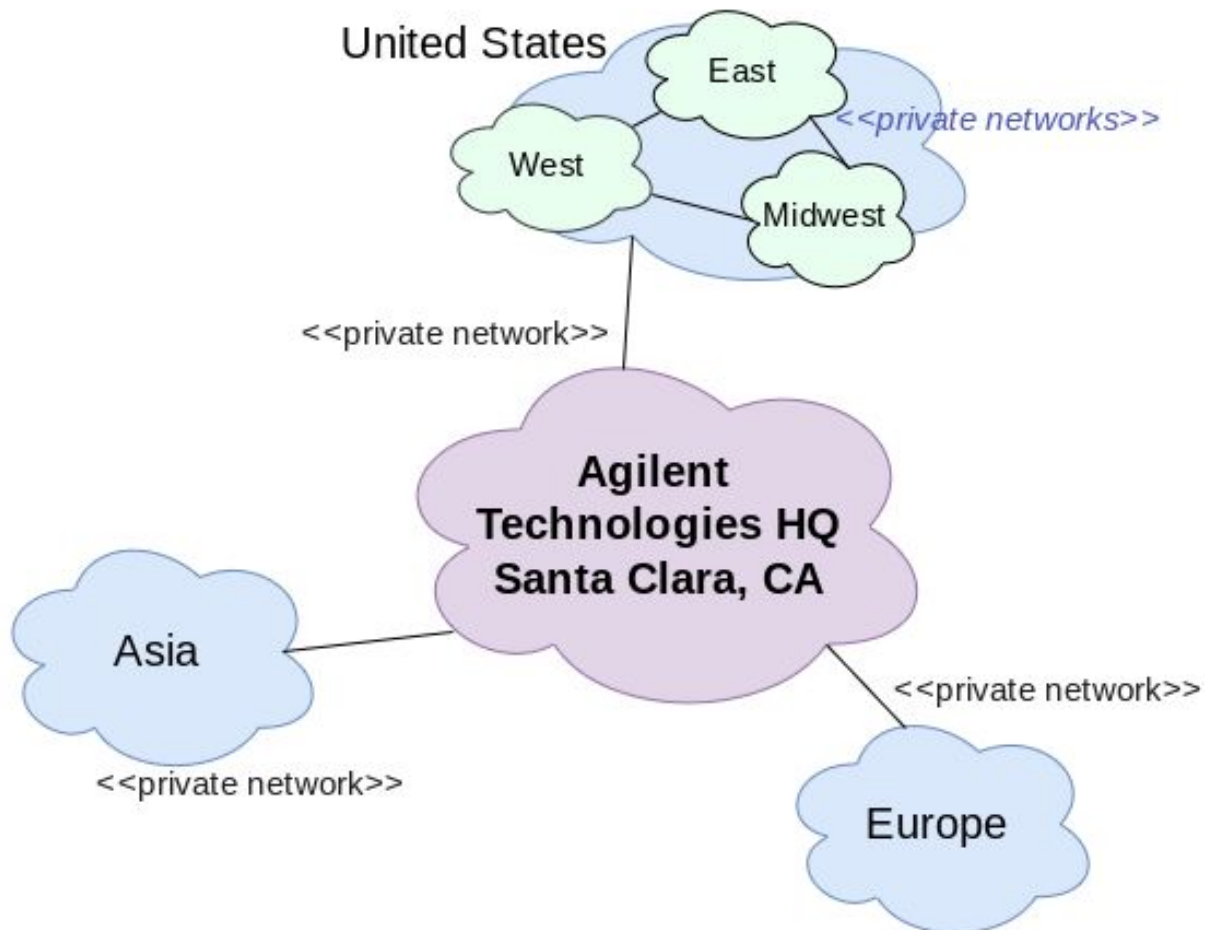 United States
East
<<private networks>>
West
Midwest
<<private network>>
Agilent
Technologies HQ
Santa Clara, CA
Asia
<<private network>>
<<private network>>
Europe